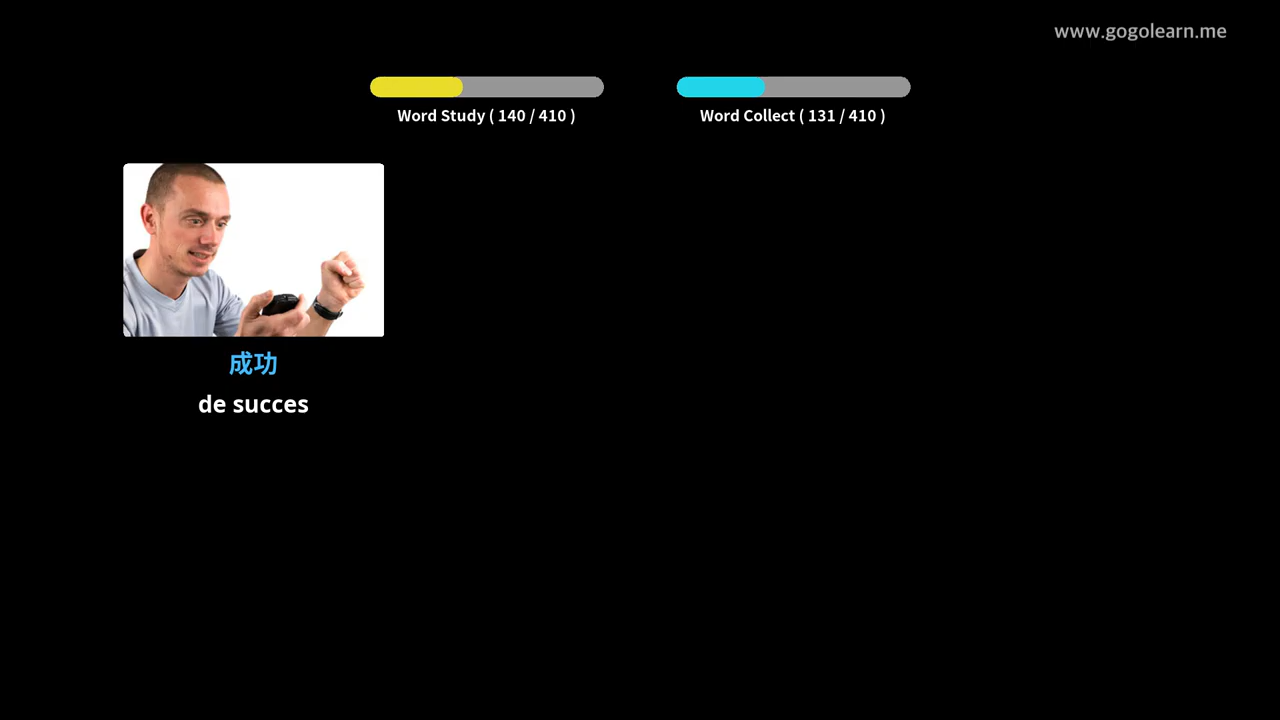 www.gogolearn.me
Word Study ( 140 / 410 )
Word Collect ( 131 / 410 )
成功
de succes